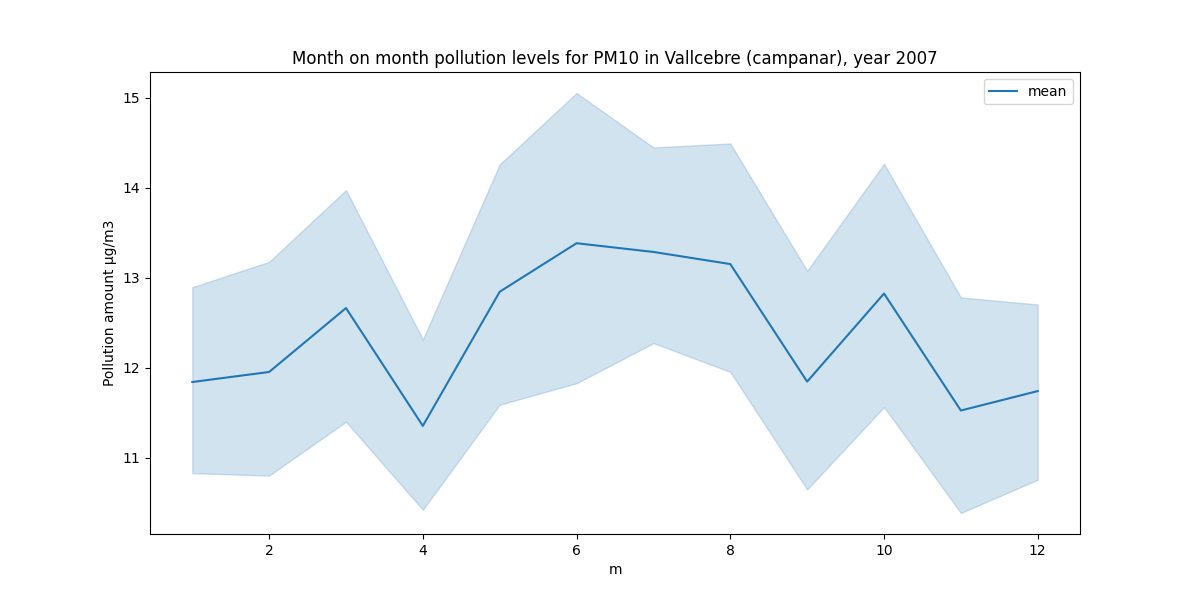 Month on month pollution levels for PM10 in Vallcebre (campanar), year 2007
mean
15
14
13
12
11
Pollution amount µg/m3
2 4 6 8 10 12
m